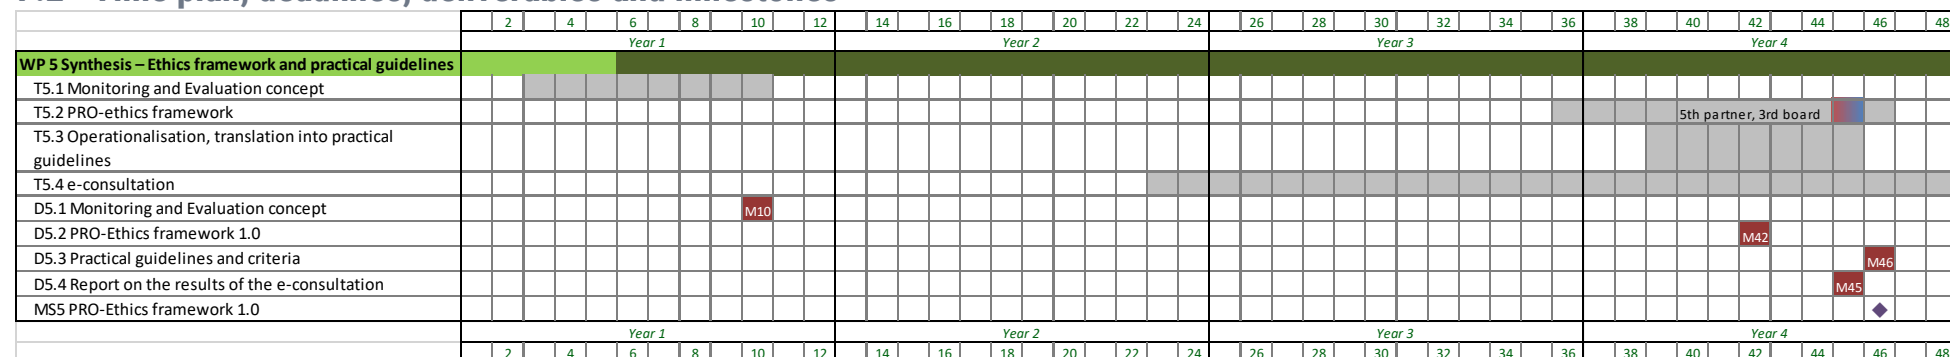 2 4 6 8 10 12 14 16 18 20 22 24 26 28 30 32 34 36 38 40 42 44 46 48
Year 1 Year 2 Year 3 Year 4
WP 5 Synthesis – Ethics framework and practical guidelines
T5.1 Monitoring and Evaluation concept
T5.2 PRO-ethics framework 5th partner, 3rd board
T5.3 Operationalisation, translation into practical
guidelines
T5.4 e-consultation
D5.1 Monitoring and Evaluation concept M10
D5.2 PRO-Ethics framework 1.0 M42
D5.3 Practical guidelines and criteria M46
D5.4 Report on the results of the e-consultation M45
MS5 PRO-Ethics framework 1.0
Year 1 Year 2 Year 3 Year 4
2 4 6 8 10 12 14 16 18 20 22 24 26 28 30 32 34 36 38 40 42 44 46 48